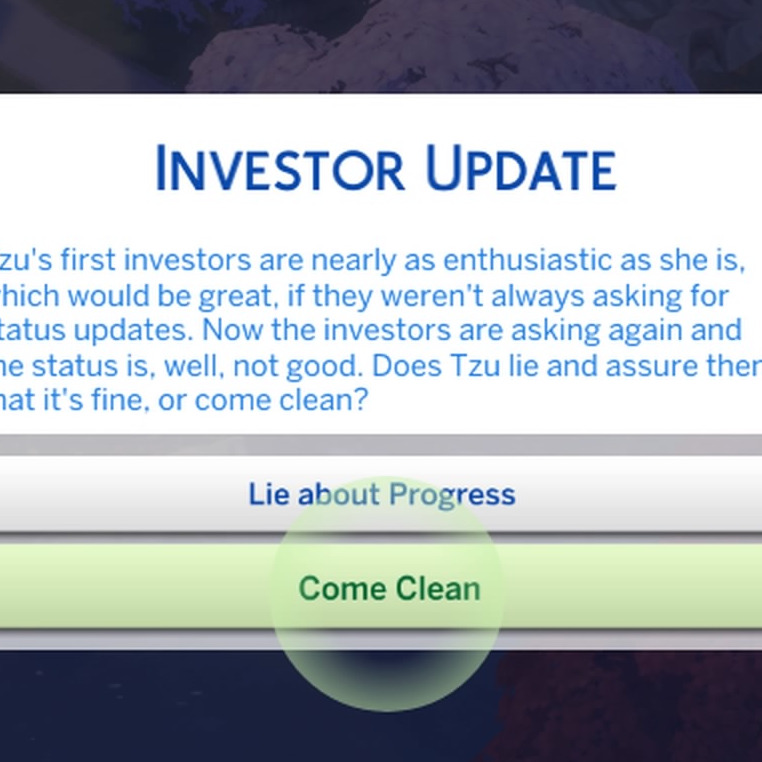 INVESTOR UPDATE
zu's first investors are nearly as enthusiastic as she is,
hich would be great, if they weren't always asking for
tatus updates. Now the investors are asking again and
he status is, well, not good. Does Tzu lie and assure ther
hat it's fine, or come clean?
Lie about Progress
Come Clean